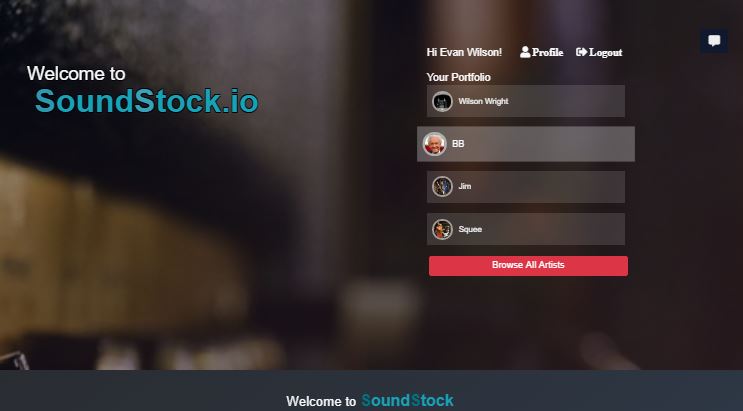 Hi Evan Wilson! Profile Logout
Welcome to
SoundStock.io
Your Portfolio
Wilson Wright
BB
Jim
Squee
Browse All Artists
Welcome to SoundStock